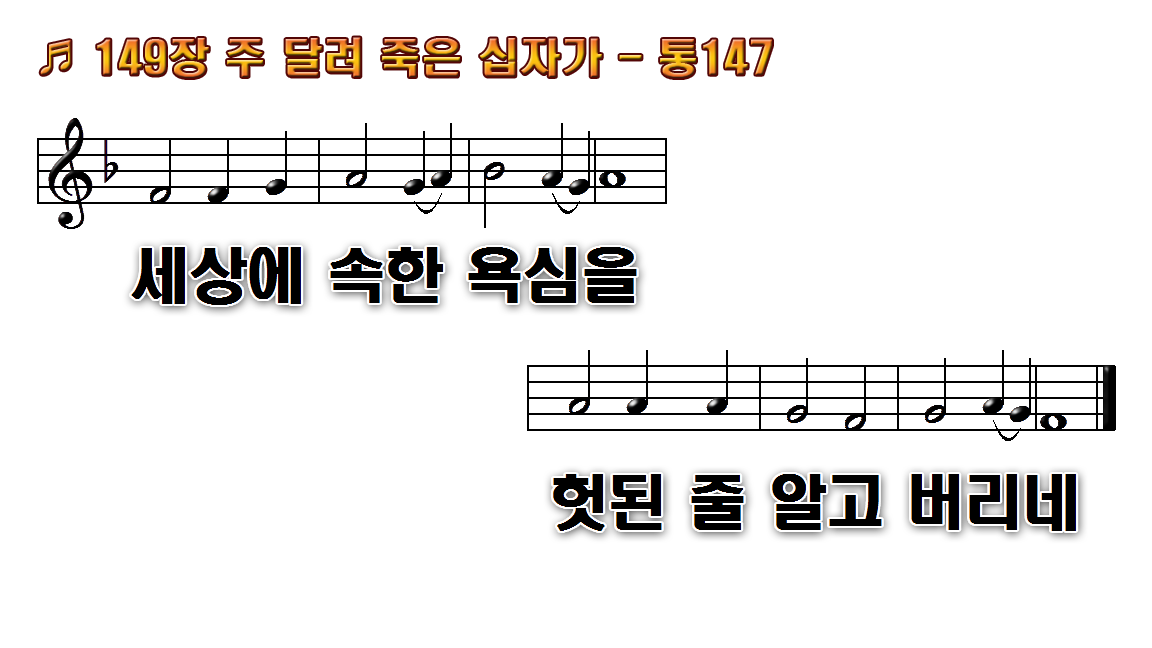 ♬ 149장 주 달려 죽은 십자가 - 통147
세상에 속한 욕심을
헛된 줄 알고 버리네